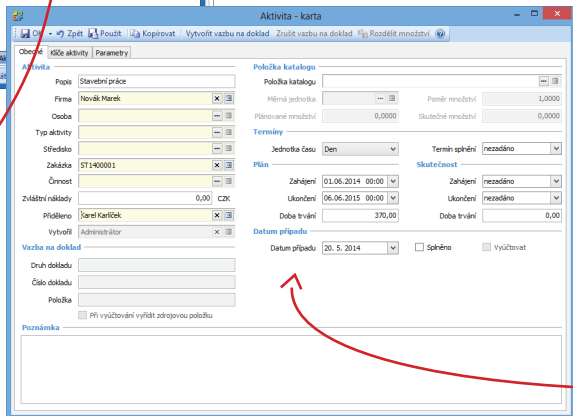 Aktivita - karta
OK Zpět Použít Kopírovat Vytvořit vazbu na doklad Zrušit vazbu na doklad Rozdělit množství
Obecné Klíče aktivity Parametry
Aktivita
Popis Stavební práce
Firma Novák Marek
Osoba
Typ aktivity
Středisko
Zakázka ST1400001
Činnost
Zvláštní náklady 0,00 CZK
Přiděleno Karel Karlíček
Vytvořil Administrátor
Vazba na doklad
Druh dokladu
Číslo dokladu
Položka
Při vyúčtování vyřídit zdrojovou položku
Položka katalogu
Položka katalogu
Měrná jednotka Poměr množství 1,0000
Plánované množství 0,0000 Skutečné množství 0,0000
Termíny
Jednotka času Den Termín splnění nezadáno
Plán Skutečnost
Zahájení 01.06.2014 00:00 Zahájení nezadáno
Ukončení 06.06.2015 00:00 Ukončení nezadáno
Doba trvání 370,00 Doba trvání 0,00
Datum případu
Datum případu 20. 5. 2014 Splněno Vyúčtovat
Poznámka